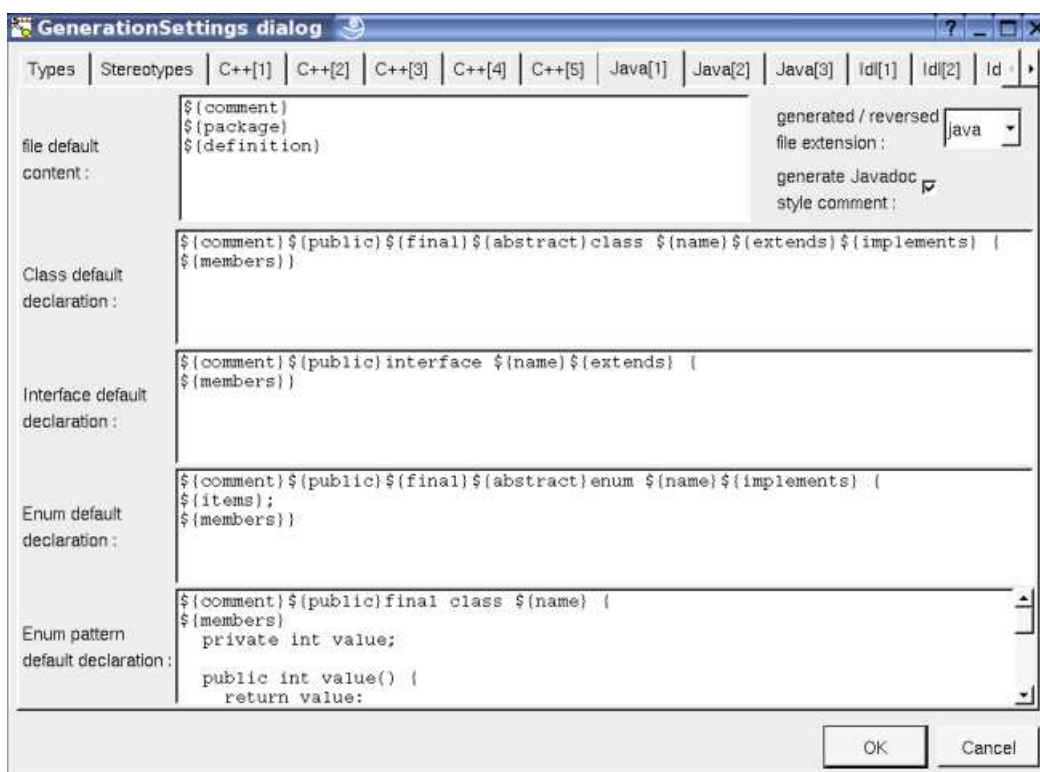 GenerationSettings dialog
?
Types Stereotypes C++[1] C++[2] C++[3] C++[4] C++[5] Java[1] Java[2] Java[3] Idl[1] Idl[2] Id
file default
content :
${comment}
${package}
${definition}
generated / reversed
file extension :
java
generate Javadoc
style comment :
Class default
declaration :
${comment}${public}${final}${abstract}class ${name}${extends}${implements} {
${members}}
Interface default
declaration :
${comment}${public}interface ${name}${extends} {
${members}}
Enum default
declaration :
${comment}${public}${final}${abstract}enum ${name}${implements} {
${items};
${members}}
Enum pattern
default declaration :
${comment}${public}final class ${name} {
${members}
private int value;
public int value() {
return value;
OK Cancel